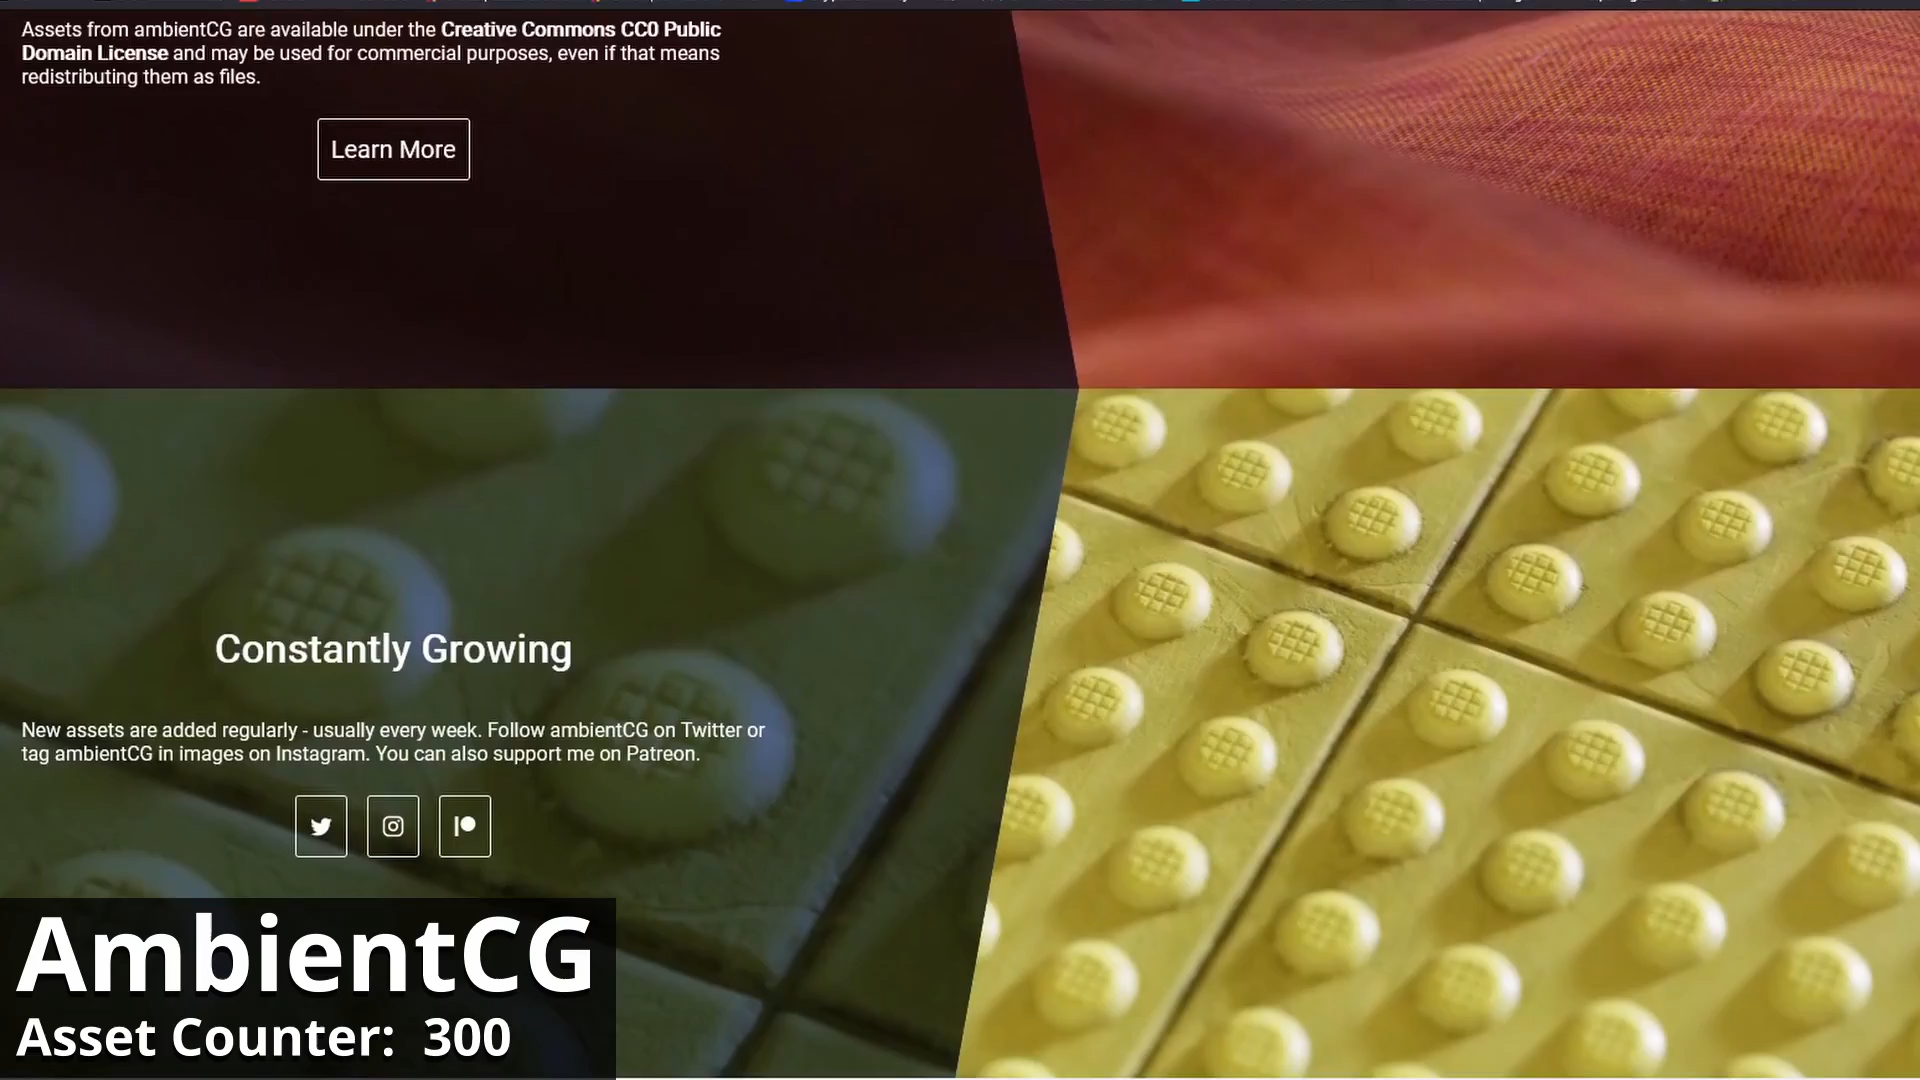 Assets from ambientCG are available under the Creative Commons CC0 Public
Domain License and may be used for commercial purposes, even if that means
redistributing them as files.
Learn More
Constantly Growing
New assets are added regularly - usually every week. Follow ambientCG on Twitter or
tag ambientCG in images on Instagram. You can also support me on Patreon.
AmbientCG
Asset Counter: 300